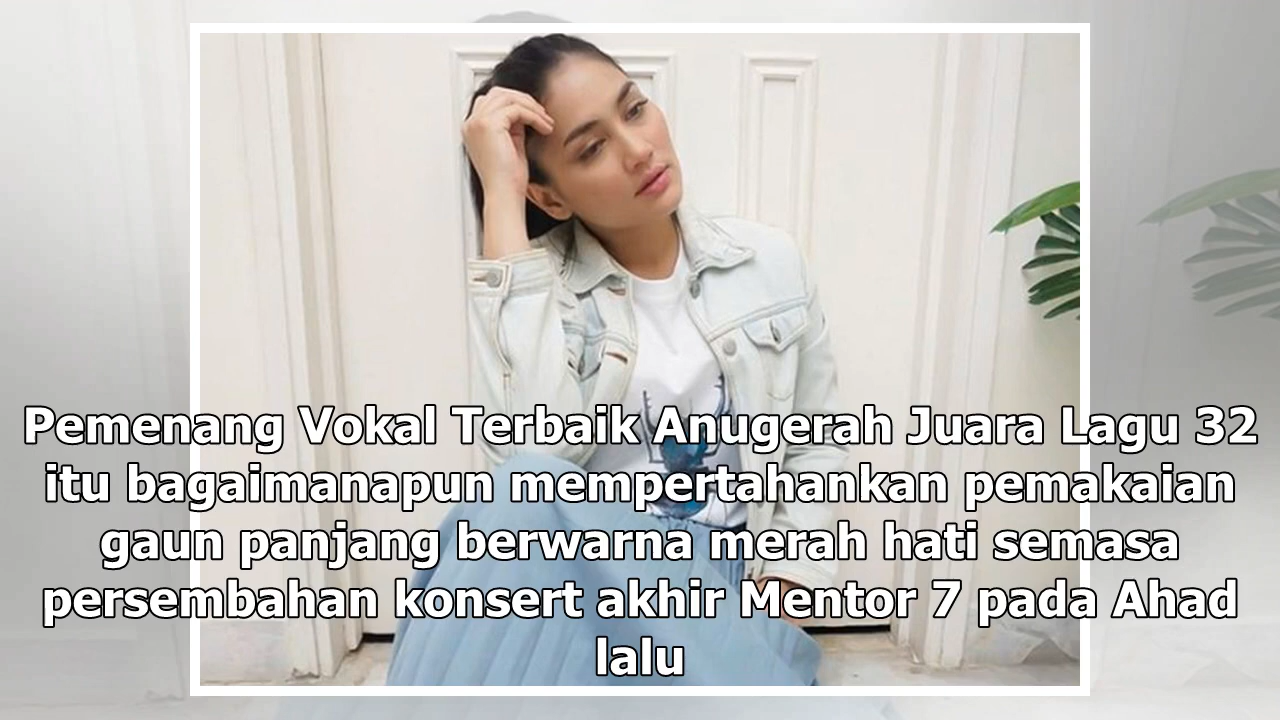 Pemenang Vokal Terbaik Anugerah Juara Lagu 32
itu bagaimanapun mempertahankan pemakaian
gaun panjang berwarna merah hati semasa
persembahan konsert akhir Mentor 7 pada Ahad
lalu